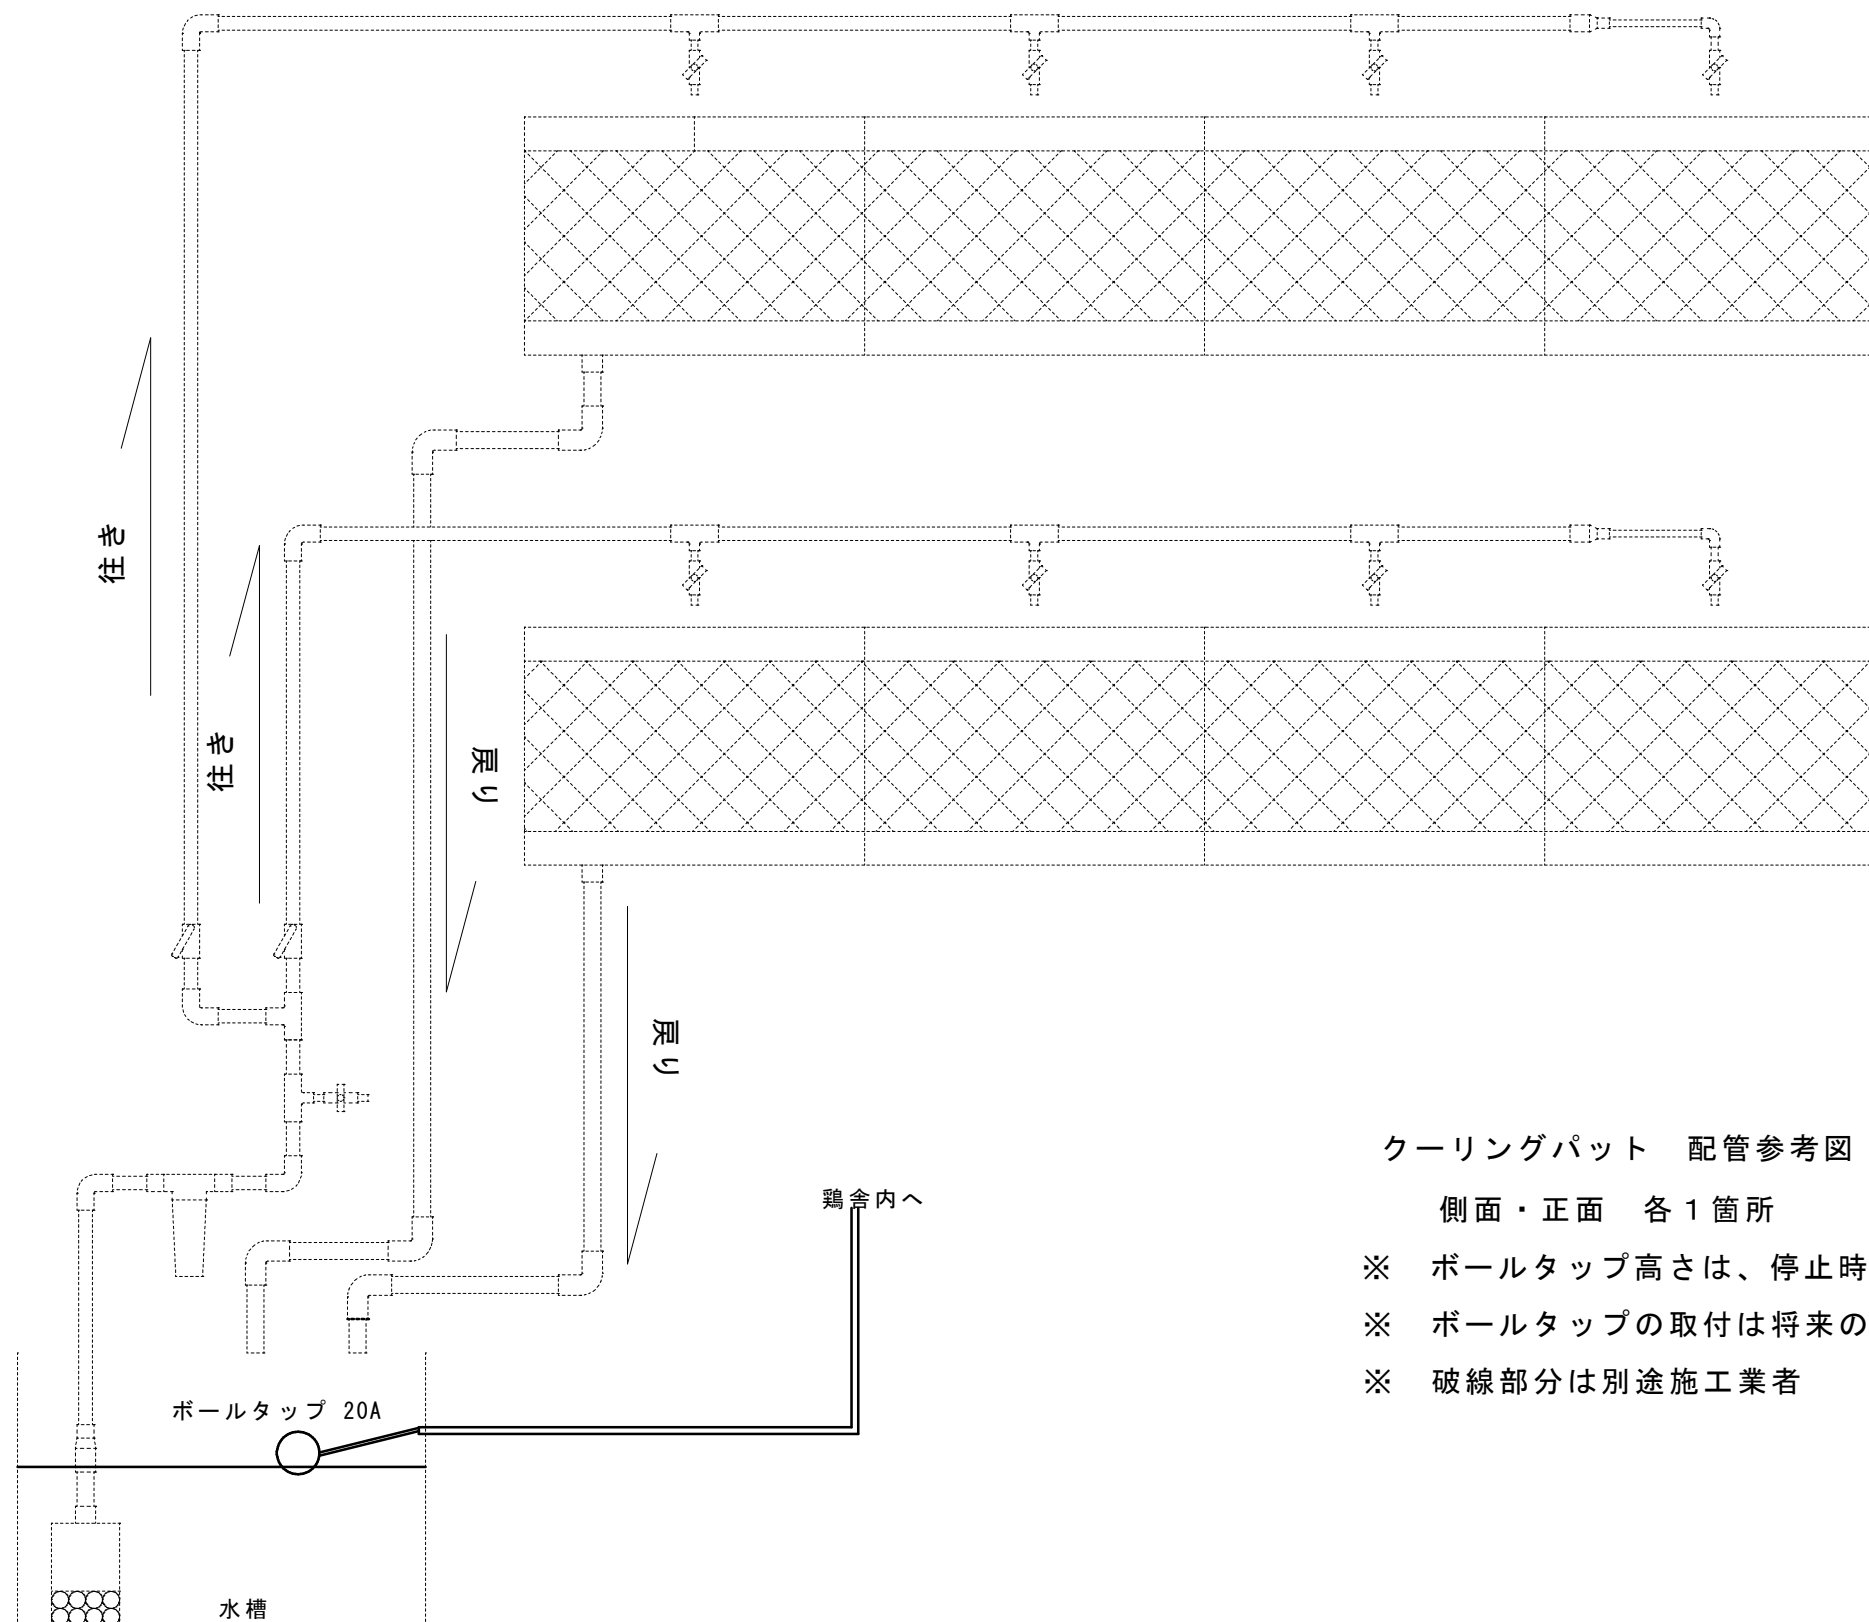 往き
往き
戻り
戻り
鶏舎内へ
クーリングパット　配管参考図
側面・正面　各１箇所
※　ボールタップ高さは、停止時
※　ボールタップの取付は将来の
※　破線部分は別途施工業者
ボールタップ 20A
水槽